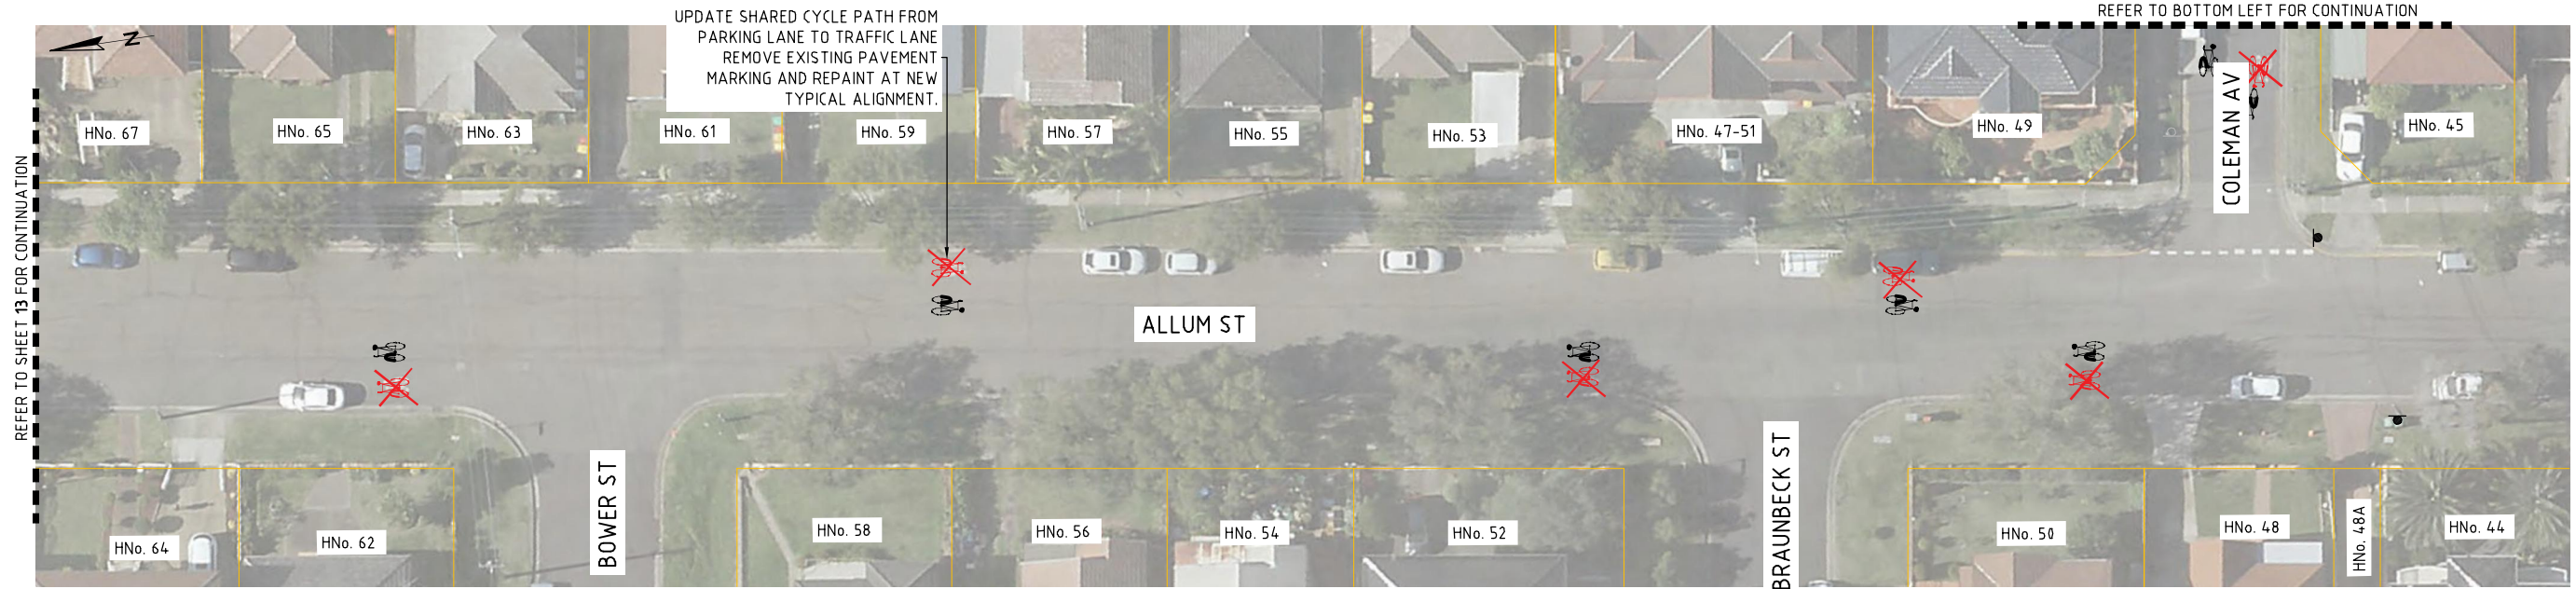 UPDATE SHARED CYCLE PATH FROM
PARKING LANE TO TRAFFIC LANE
REMOVE EXISTING PAVEMENT
MARKING AND REPAINT AT NEW
TYPICAL ALIGNMENT.
REFER TO BOTTOM LEFT FOR CONTINUATION
N
REFER TO SHEET 13 FOR CONTINUATION
HNo. 67
HNo. 65
HNo. 63
HNo. 61
HNo. 59
HNo. 57
HNo. 55
HNo. 53
HNo. 47-51
HNo. 49
COLEMAN AV
HNo. 45
ALLUM ST
BOWER ST
BRAUNBECK ST
HNo. 64
HNo. 62
HNo. 58
HNo. 56
HNo. 54
HNo. 52
HNo. 50
HNo. 48
HNo. 48A
HNo. 44